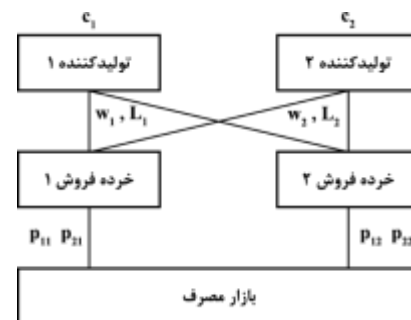 c₁ c₂
تولیدکننده ۱ تولیدکننده ۲
w₁ , L₁ w₂ , L₂
خرده فروش ۱ خرده فروش ۲
p₁₁ p₂₁ p₁₂ p₂₂
بازار مصرف